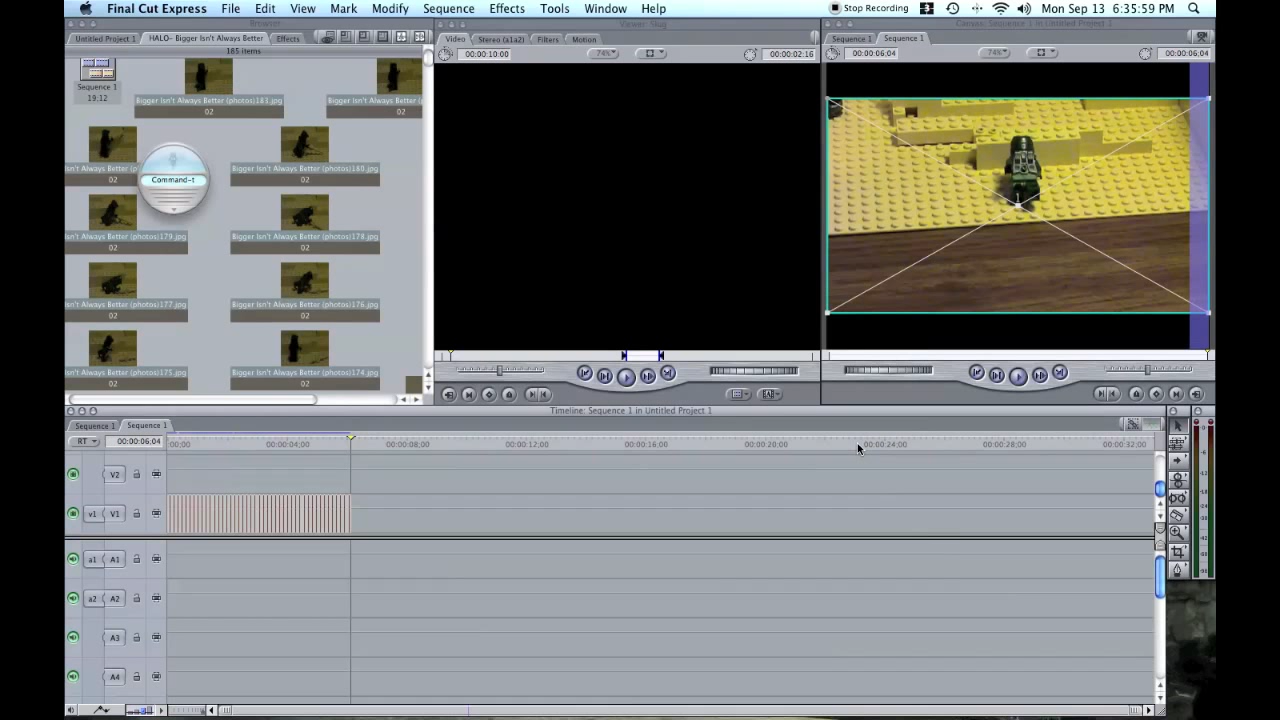 Final Cut Express File Edit View Mark Modify Sequence Effects Tools Window Help Stop Recording Mon Sep 13 6:35:59 PM
Browser
Viewer: Slug
Canvas: Sequence 1 in Untitled Project 1
Untitled Project 1 HALO- Bigger Isn't Always Better Effects
185 items
Sequence 1
19;12
Bigger Isn't Always Better (photos)183.jpg
02
Bigger Isn't Always
02
Isn't Always Better (p
02
Bigger Isn't Always Better (photos)180.jpg
02
Command-t
Isn't Always Better (photos)179.jpg
02
Bigger Isn't Always Better (photos)178.jpg
02
Isn't Always Better (photos)177.jpg
02
Bigger Isn't Always Better (photos)176.jpg
02
Isn't Always Better (photos)175.jpg
02
Bigger Isn't Always Better (photos)174.jpg
02
Video Stereo (a1a2) Filters Motion
00:00:10:00 74% 00:00:02:16
Sequence 1 Sequence 1
00:00:06;04 74% 00:00:06;04
Timeline: Sequence 1 in Untitled Project 1
Sequence 1 Sequence 1
RT 00:00:06;04 00:00:04;00 00:00:08;00 00:00:12;00 00:00:16;00 00:00:20;00 00:00:24;00 00:00:28;00 00:00:32;00
V2
v1 V1
a1 A1
a2 A2
A3
A4